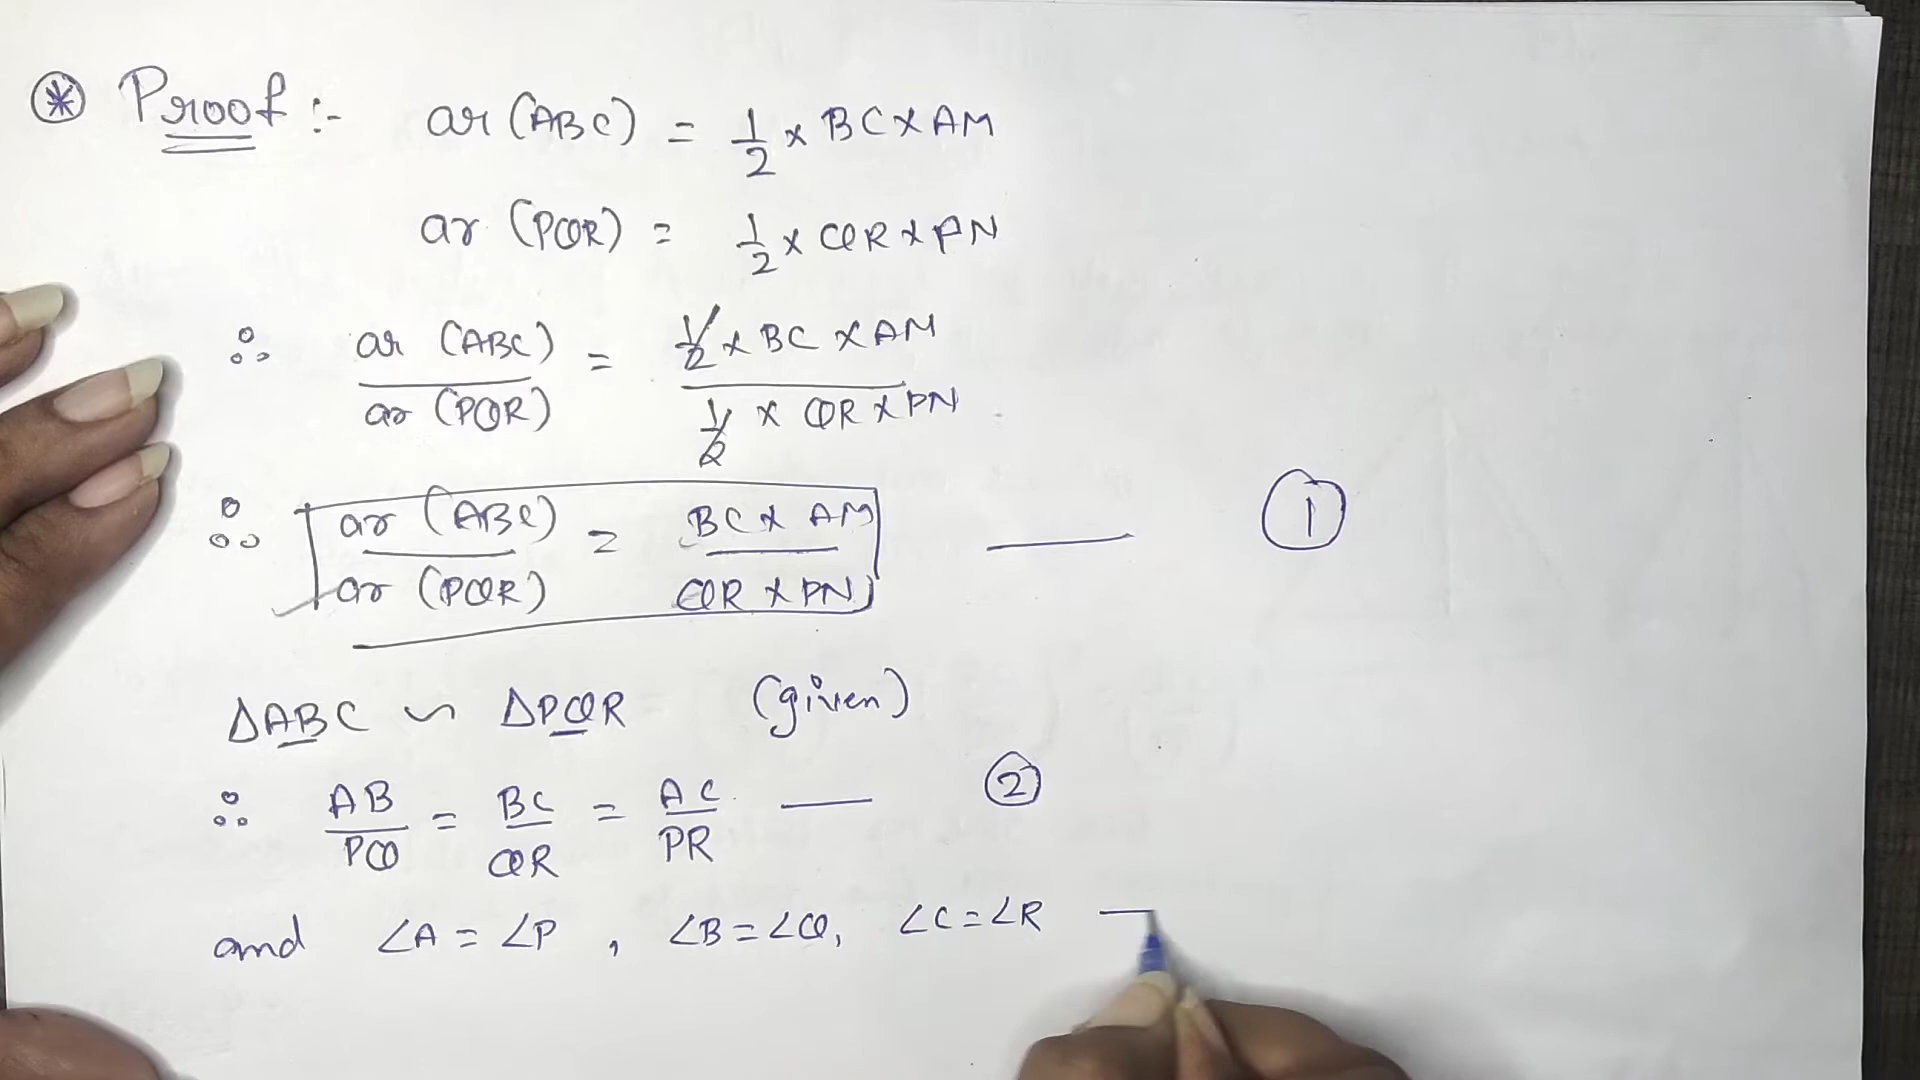 ⊛ Proof :- ar (ABC) = 1/2 × BC × AM
ar (PQR) = 1/2 × QR × PN
∴ ar (ABC) / ar (PQR) = 1/2 × BC × AM / 1/2 × QR × PN
∴ ar (ABC) / ar (PQR) = BC × AM / QR × PN — ①
ΔABC ∽ ΔPQR (given)
∴ AB/PQ = BC/QR = AC/PR — ②
and ∠A = ∠P , ∠B = ∠Q, ∠C = ∠R —